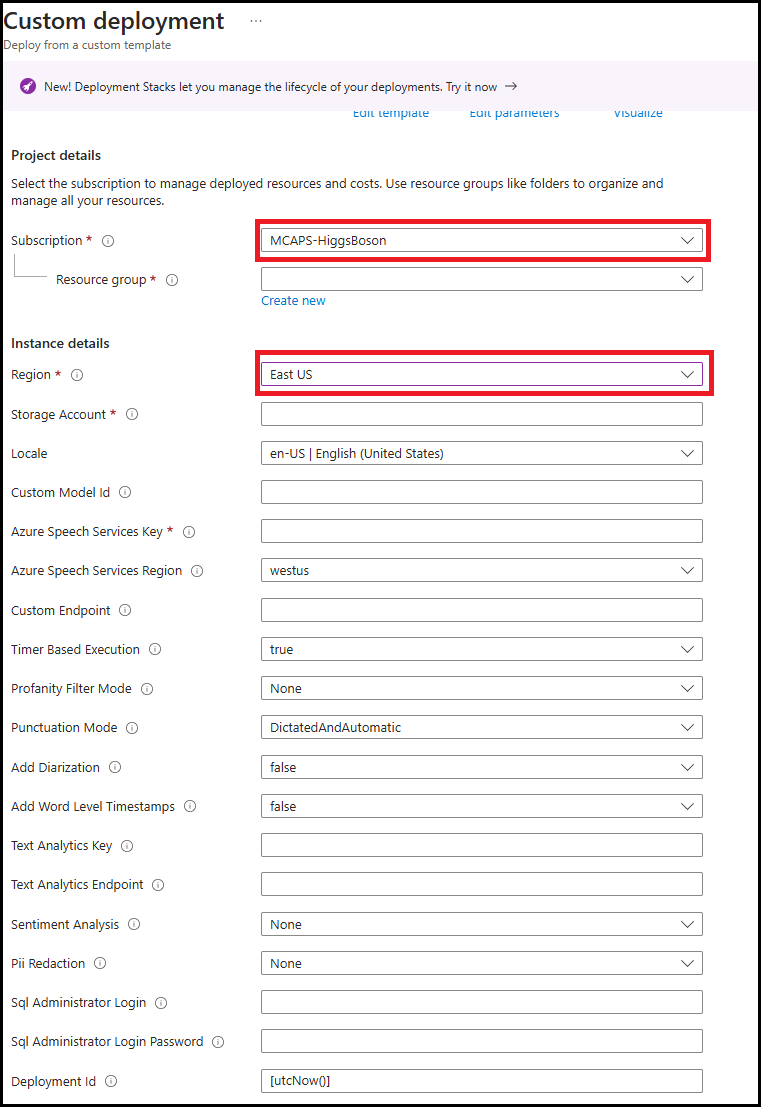 Custom deployment ...
Deploy from a custom template
New! Deployment Stacks let you manage the lifecycle of your deployments. Try it now →
Edit template Edit parameters Visualize
Project details
Select the subscription to manage deployed resources and costs. Use resource groups like folders to organize and
manage all your resources.
Subscription * MCAPS-HiggsBoson
Resource group *
Create new
Instance details
Region * East US
Storage Account *
Locale en-US | English (United States)
Custom Model Id
Azure Speech Services Key *
Azure Speech Services Region westus
Custom Endpoint
Timer Based Execution true
Profanity Filter Mode None
Punctuation Mode DictatedAndAutomatic
Add Diarization false
Add Word Level Timestamps false
Text Analytics Key
Text Analytics Endpoint
Sentiment Analysis None
Pii Redaction None
Sql Administrator Login
Sql Administrator Login Password
Deployment Id [utcNow()]